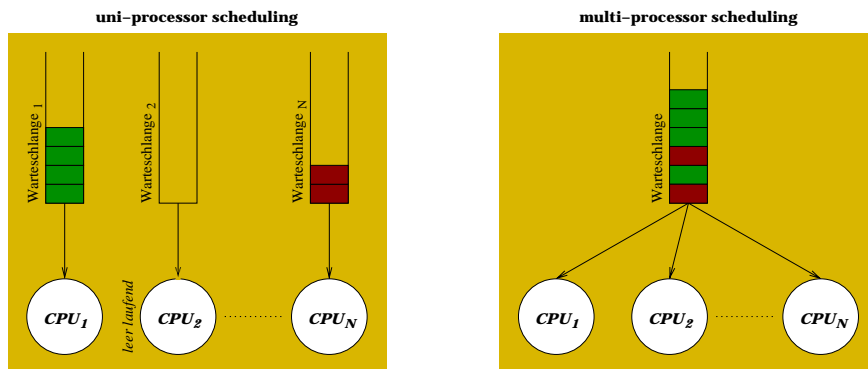 uni-processor scheduling
Warteschlange 1
Warteschlange 2
Warteschlange N
leer laufend
CPU1
CPU2
CPUN
multi-processor scheduling
Warteschlange
CPU1
CPU2
CPUN